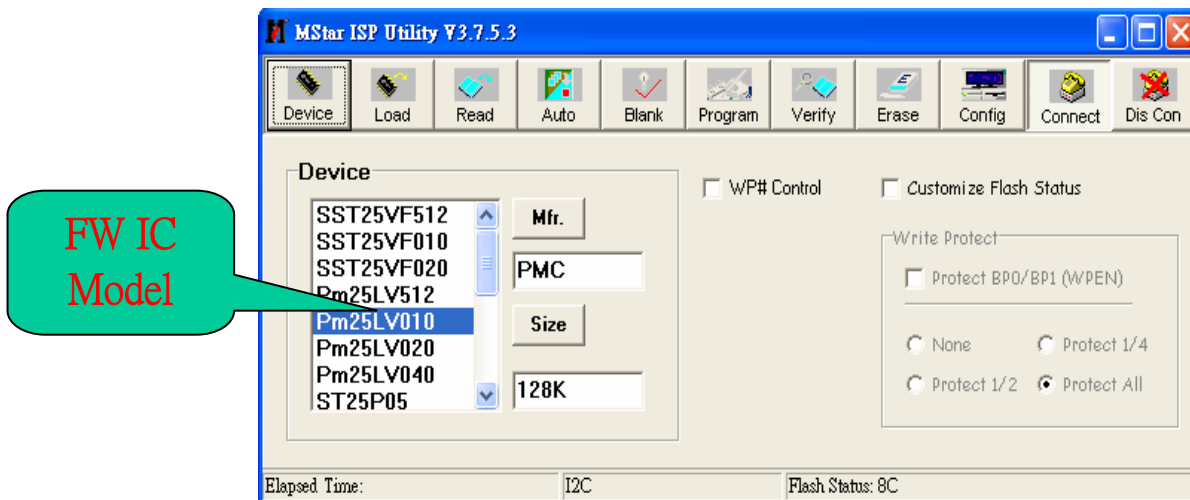 MStar ISP Utility V3.7.5.3
Device Load Read Auto Blank Program Verify Erase Config Connect Dis Con
FW IC
Model
Device
SST25VF512
SST25VF010
SST25VF020
Pm25LV512
Pm25LV010
Pm25LV020
Pm25LV040
ST25P05
Mfr.
PMC
Size
128K
WP# Control
Customize Flash Status
Write Protect
Protect BP0/BP1 (WPEN)
None Protect 1/4
Protect 1/2 Protect All
Elapsed Time: I2C Flash Status: 8C